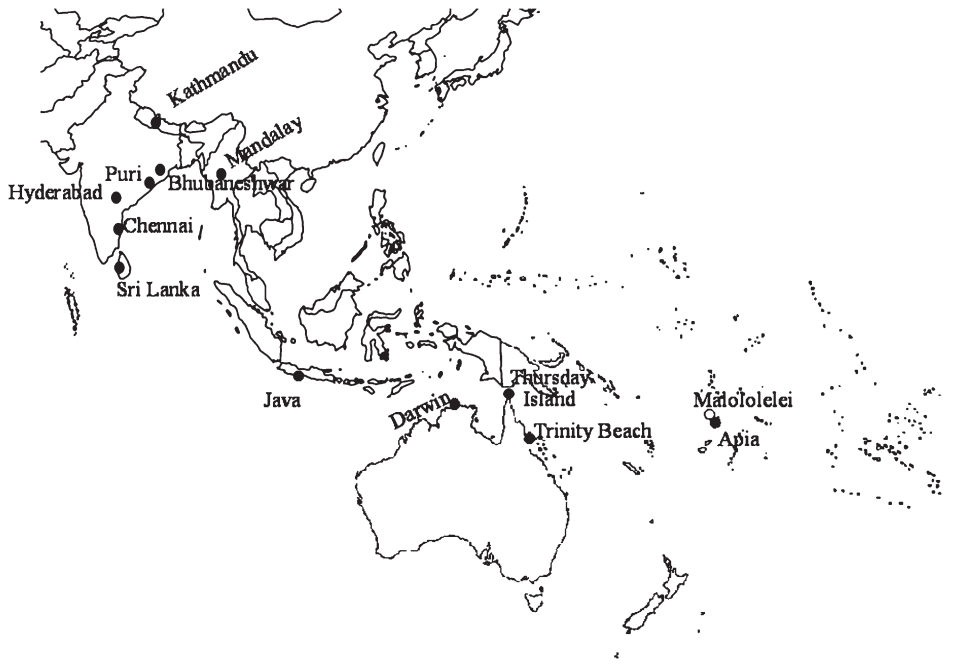 Kathmandu
Mandalay
Puri
Bhubaneshwar
Hyderabad
Chennai
Sri Lanka
Java
Darwin
Thursday
Island
Trinity Beach
Malololelei
Apia